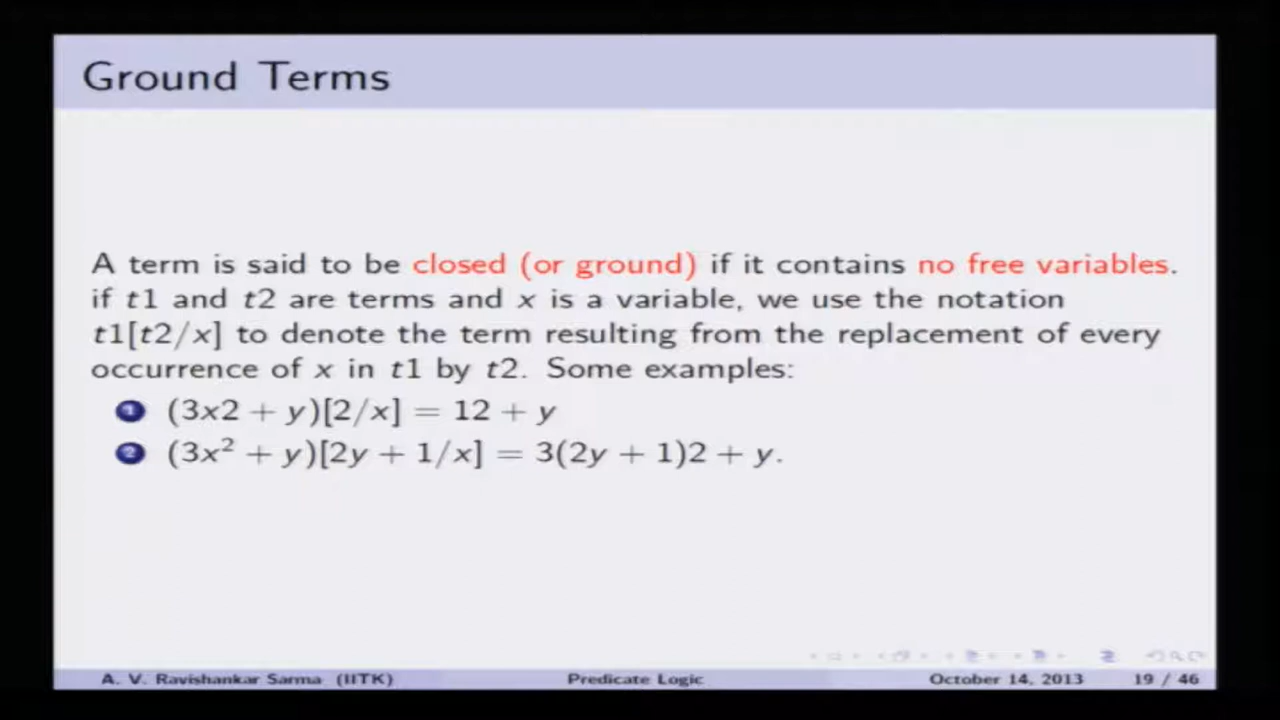 Ground Terms
A term is said to be closed (or ground) if it contains no free variables.
if t1 and t2 are terms and x is a variable, we use the notation
t1[t2/x] to denote the term resulting from the replacement of every
occurrence of x in t1 by t2. Some examples:
1 (3x2 + y)[2/x] = 12 + y
2 (3x² + y)[2y + 1/x] = 3(2y + 1)2 + y.
A. V. Ravishankar Sarma (IITK) Predicate Logic October 14, 2013 19 / 46